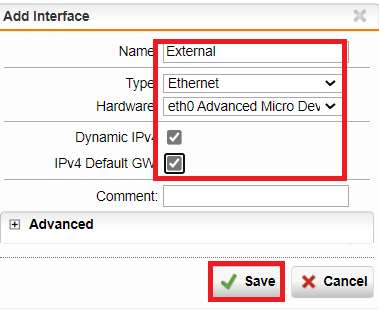 Add Interface
Name External
Type Ethernet
Hardware eth0 Advanced Micro Dev
Dynamic IPv4
IPv4 Default GW
Comment:
Advanced
Save Cancel